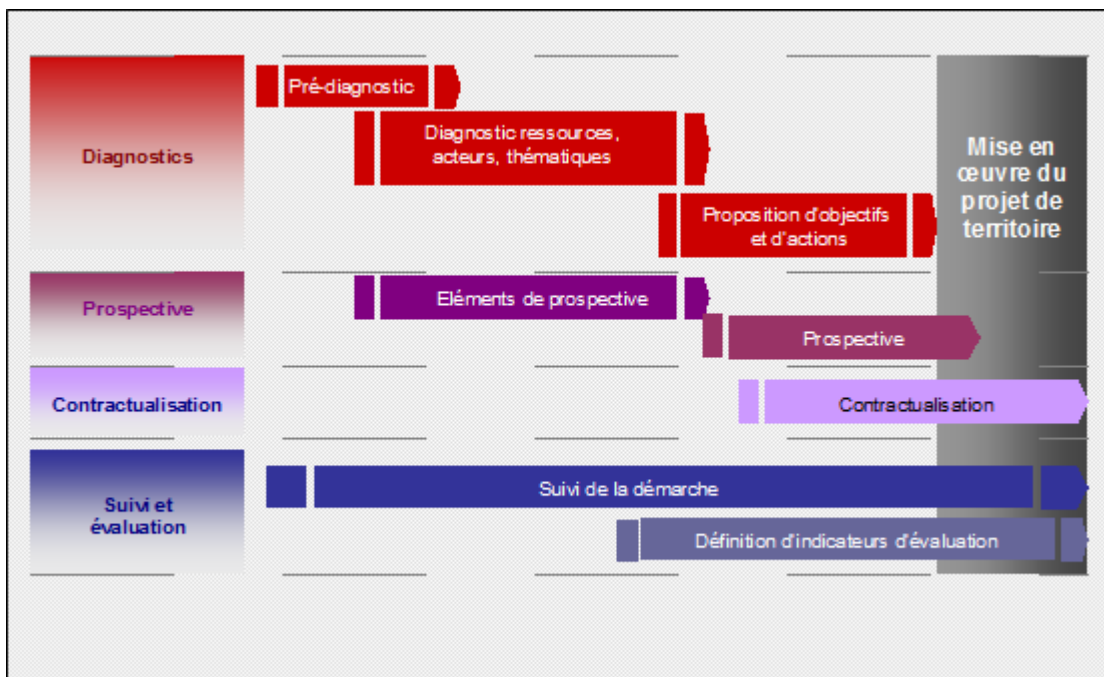 Diagnostics
Pré-diagnostic
Diagnostic ressources,
acteurs, thématiques
Proposition d'objectifs
et d'actions
Mise en
œuvre du
projet de
territoire
Prospective
Eléments de prospective
Prospective
Contractualisation
Contractualisation
Suivi et
évaluation
Suivi de la démarche
Définition d'indicateurs d'évaluation